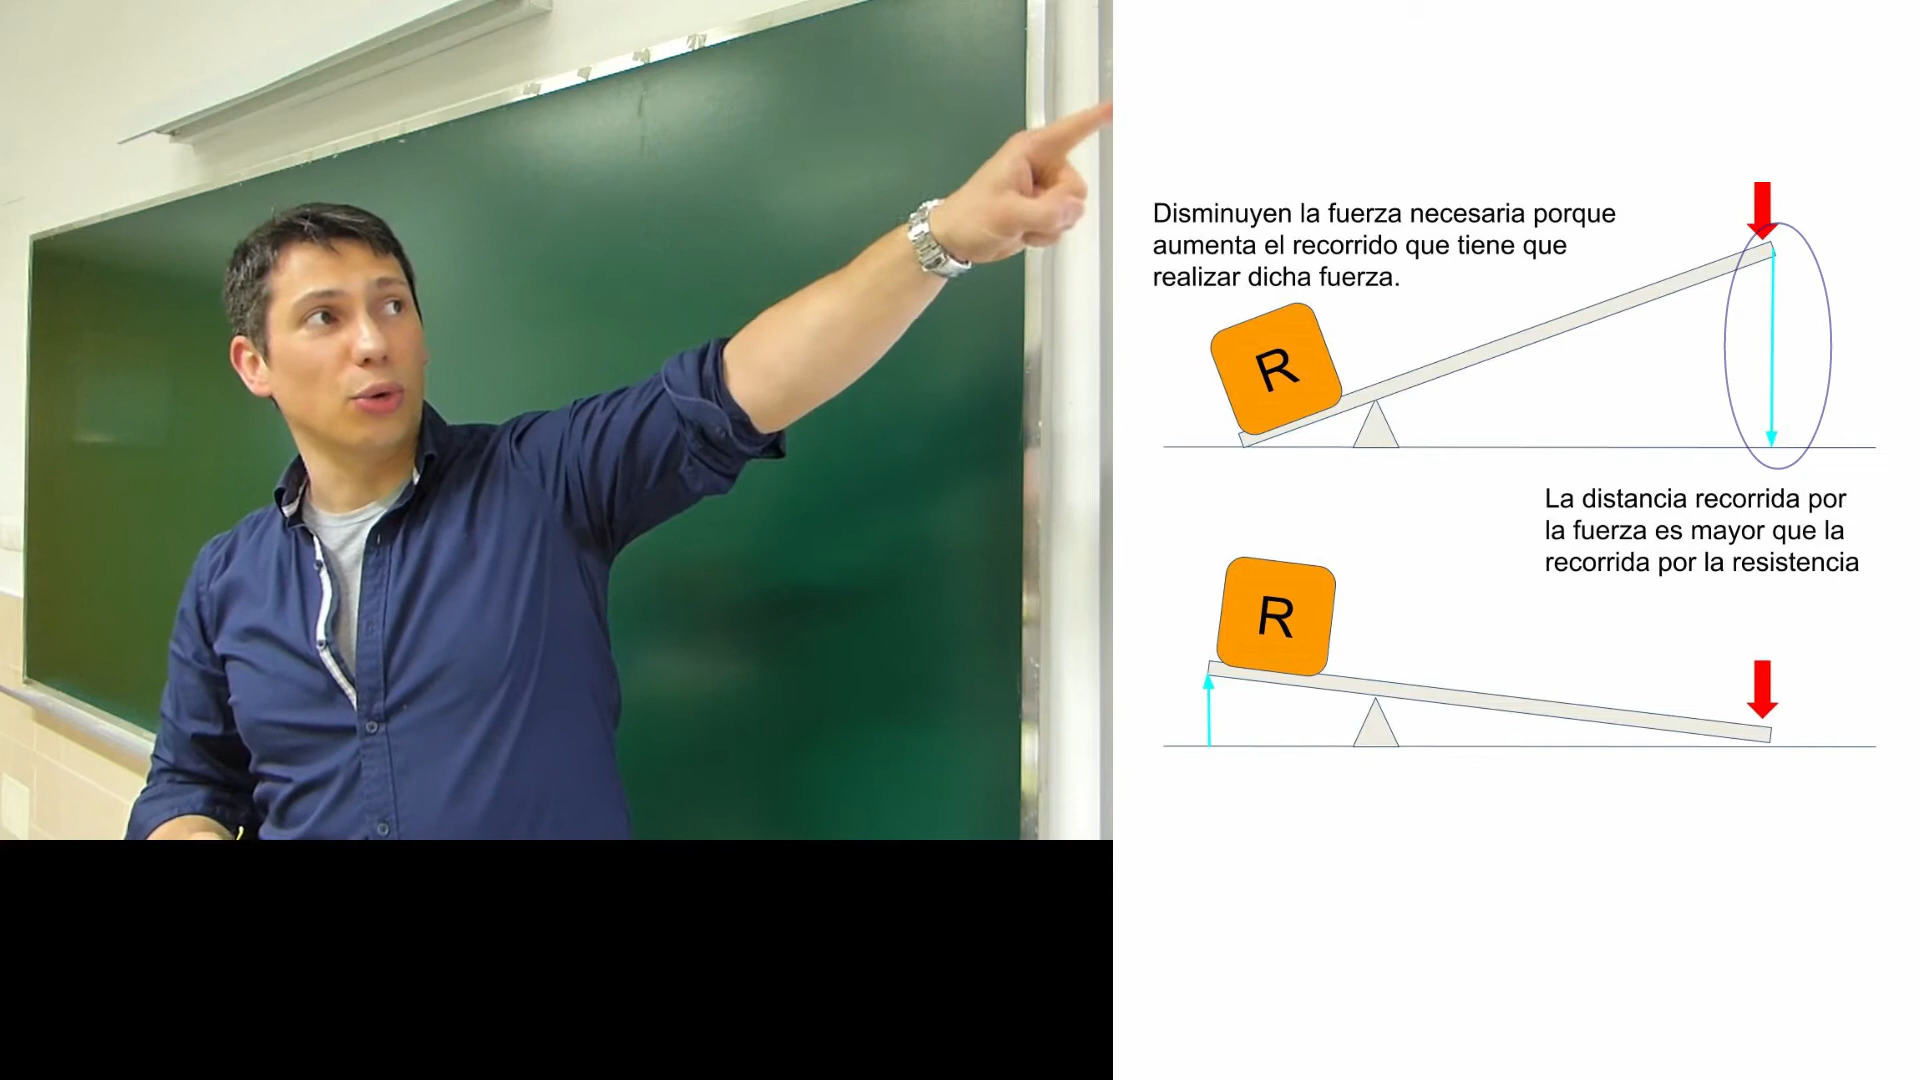 Disminuyen la fuerza necesaria porque
aumenta el recorrido que tiene que
realizar dicha fuerza.
R
La distancia recorrida por
la fuerza es mayor que la
recorrida por la resistencia
R